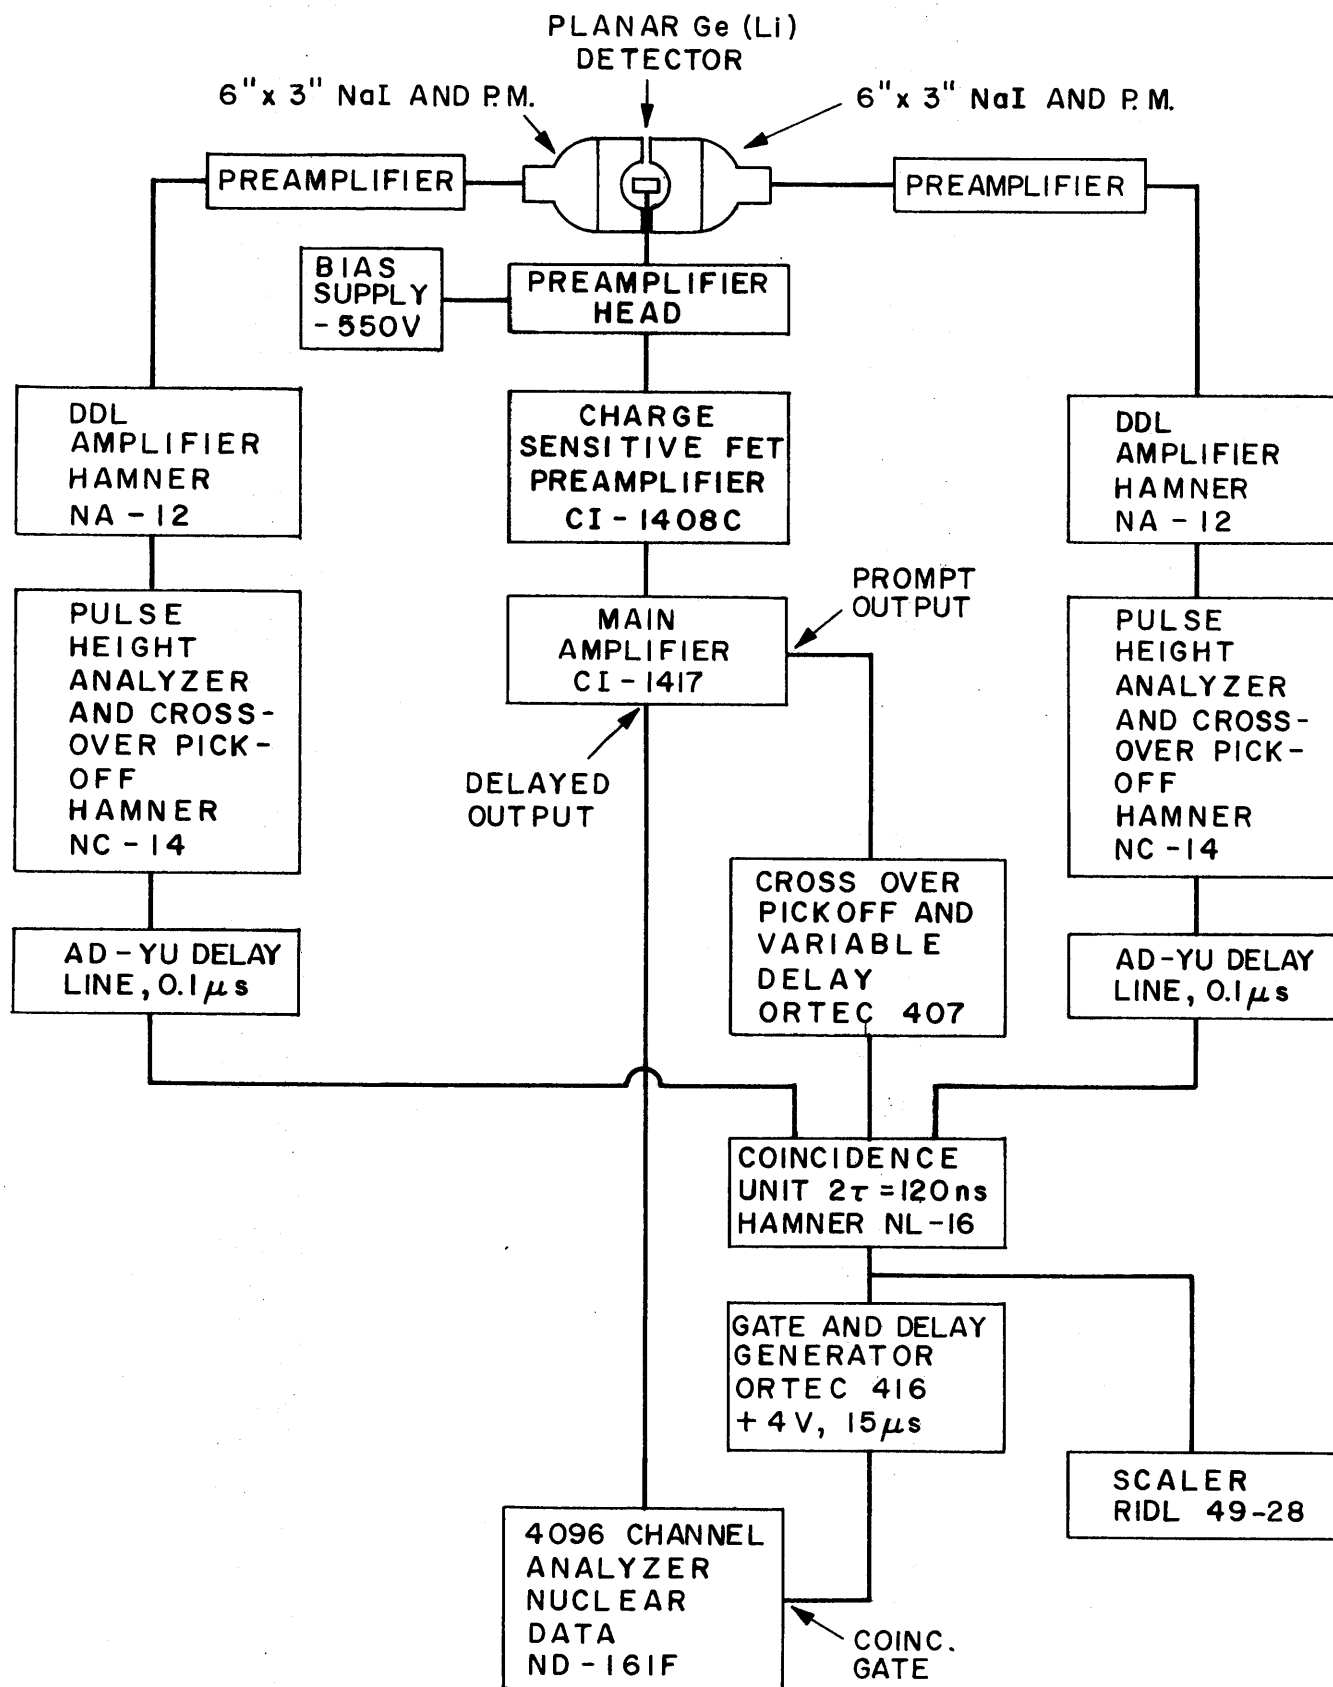 PLANAR Ge (Li)
DETECTOR
6" x 3" NaI AND P.M.
6" x 3" NaI AND P.M.
PREAMPLIFIER
PREAMPLIFIER
BIAS
SUPPLY
- 550V
PREAMPLIFIER
HEAD
DDL
AMPLIFIER
HAMNER
NA - 12
CHARGE
SENSITIVE FET
PREAMPLIFIER
CI - 1408C
DDL
AMPLIFIER
HAMNER
NA - 12
PROMPT
OUTPUT
PULSE
HEIGHT
ANALYZER
AND CROSS-
OVER PICK-
OFF
HAMNER
NC - 14
MAIN
AMPLIFIER
CI - 1417
PULSE
HEIGHT
ANALYZER
AND CROSS-
OVER PICK-
OFF
HAMNER
NC - 14
DELAYED
OUTPUT
CROSS OVER
PICKOFF AND
VARIABLE
DELAY
ORTEC 407
AD-YU DELAY
LINE, 0.1μs
AD-YU DELAY
LINE, 0.1μs
COINCIDENCE
UNIT 2τ = 120ns
HAMNER NL-16
GATE AND DELAY
GENERATOR
ORTEC 416
+ 4V, 15μs
SCALER
RIDL 49-28
4096 CHANNEL
ANALYZER
NUCLEAR
DATA
ND - 161F
COINC.
GATE